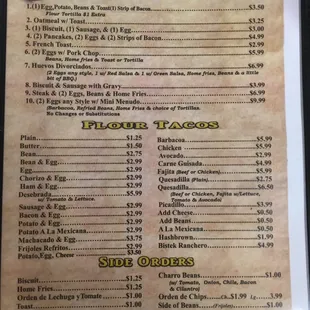 1.(1)Egg,Potato, Beans & Toast(3) Strip of Bacon. $3.50
Flour Tortilla $1 Extra
2. Oatmeal w/ Toast. $3.25
3. (1) Biscuit, (1) Sausage, & (1) Egg $3.00
4. (2) Pancakes, (2) Eggs & (2) Strips of Bacon $4.99
5. French Toast $2.99
6. (2) Eggs w/ Pork Chop $5.99
Beans, Home Fries & Toast or Tortilla
7. Huevos Divorciados $6.99
(2 Eggs any style, 1 w/ Red Salsa & 1 w/ Green Salsa, Home Fries, Beans & a little
of BBQ)
8. Biscuit & Sausage with Gravy $3.99
9. Steak & (2) Eggs, Beans & Home Fries $6.99
10. (2) Eggs any Style w/ Mini Menudo $9.99
(Barbacoa, Refried Beans, Home Fries & choice of Tortillas.
No Changes or Substitutions
FLOUR TACOS
Plain $1.25
Butter $1.50
Bean $2.75
Bean & Egg $2.99
Egg $2.99
Chorizo & Egg $2.99
Ham & Egg $2.99
Desebrada $5.99
w/ Tomato & Lettuce.
Sausage & Egg $2.99
Bacon & Egg $2.99
Potato & Egg $2.99
Potato A La Mexicana $2.99
Machacado & Egg $3.75
Frijoles Refritos $2.99
Potato,Egg, Cheese $3.50
Barbacoa $5.99
Chicken $5.99
Avocado $2.99
Carne Guisada $4.99
Fajita (Beef or Chicken) $5.99
Quesadilla (Plain) $2.75
Quesadilla $6.50
(Beef or Chicken, Fajita w/Lettuce,
Tomato & Avocado)
Picadillo $3.99
Add Cheese $0.50
Add Beans $0.50
A La Mexicana $0.50
Hashbrown $1.99
Bistek Ranchero $4.99
SIDE ORDERS
Biscuit $1.25
Home Fries $1.25
Orden de Lechuga y Tomate $1.00
Toast $1.00
Charro Beans $1.00
(w/ Tomato, Onion, Chile, Bacon
& Cilantro)
Orden de Chips $1.99 lg $3.99
Side of Beans $1.00